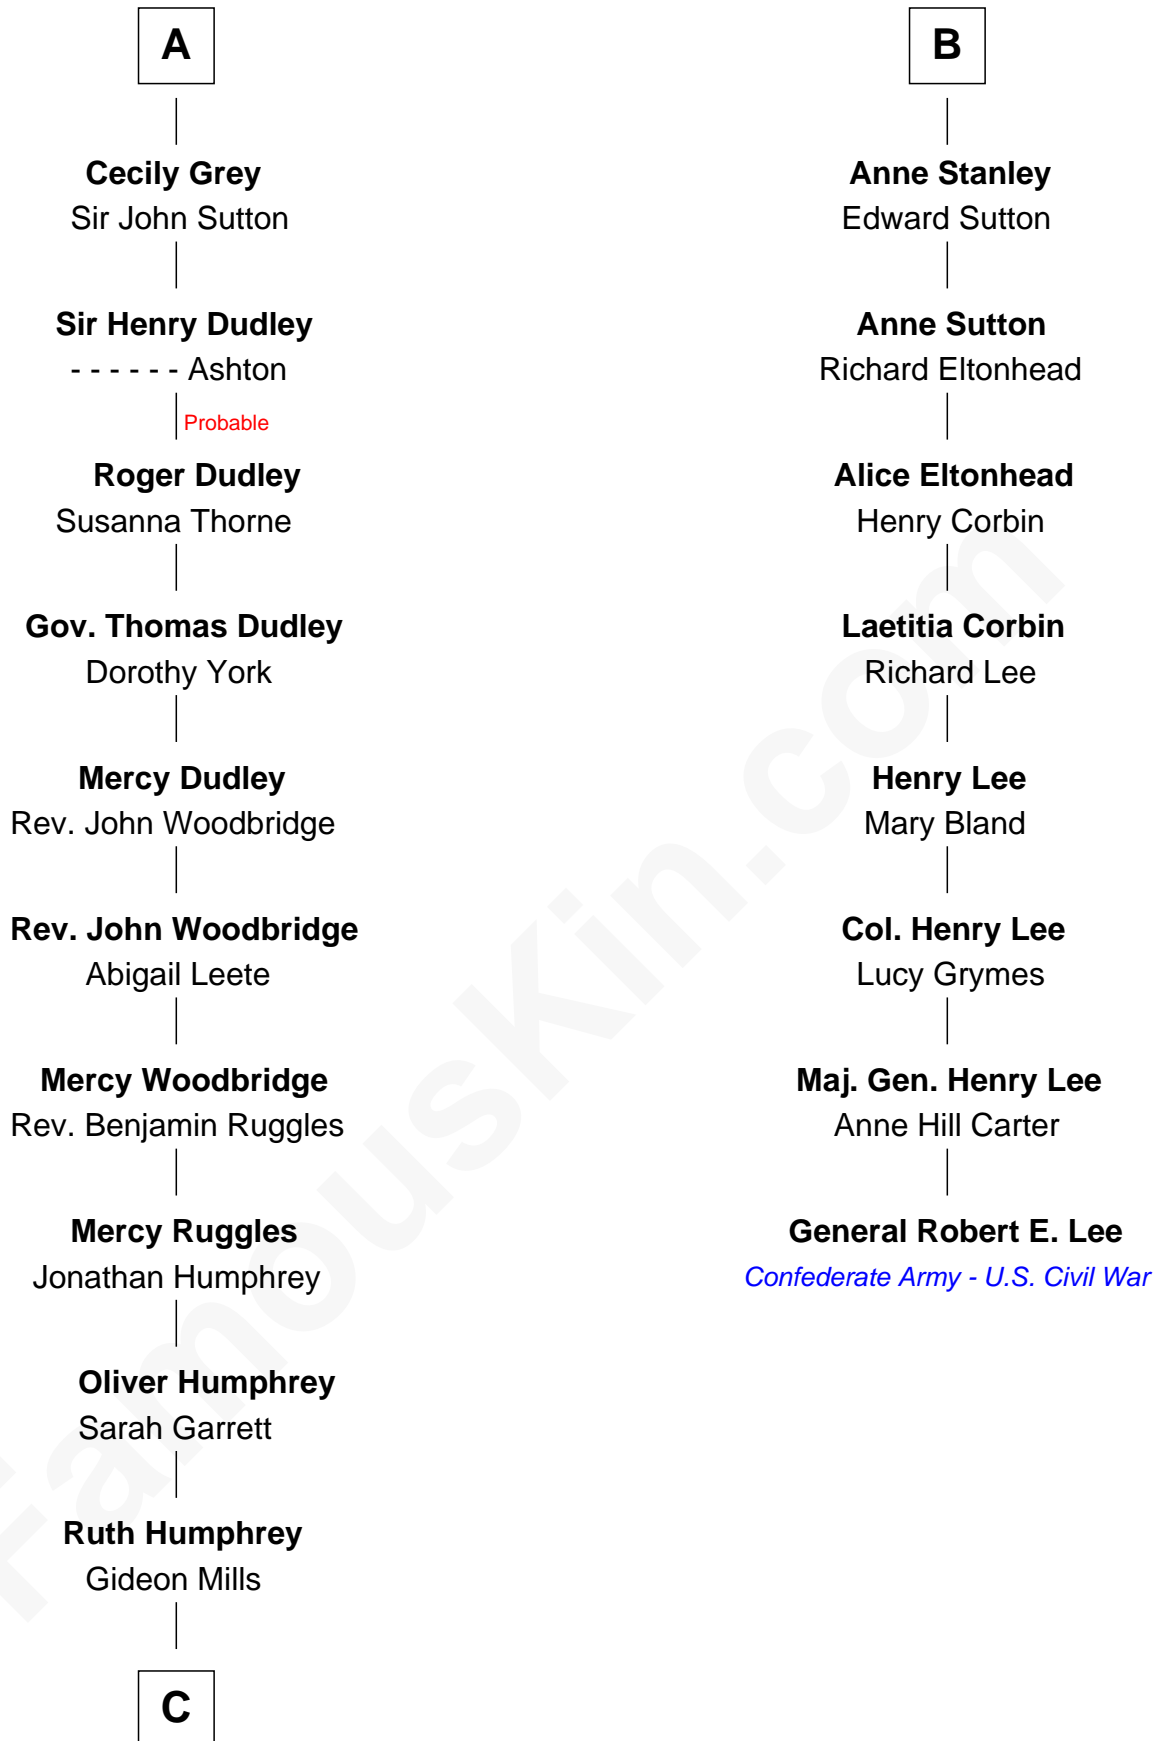 A
Cecily Grey
Sir John Sutton
Sir Henry Dudley
- - - - - - Ashton
Probable
Roger Dudley
Susanna Thorne
Gov. Thomas Dudley
Dorothy York
Mercy Dudley
Rev. John Woodbridge
Rev. John Woodbridge
Abigail Leete
Mercy Woodbridge
Rev. Benjamin Ruggles
Mercy Ruggles
Jonathan Humphrey
Oliver Humphrey
Sarah Garrett
Ruth Humphrey
Gideon Mills
C
B
Anne Stanley
Edward Sutton
Anne Sutton
Richard Eltonhead
Alice Eltonhead
Henry Corbin
Laetitia Corbin
Richard Lee
Henry Lee
Mary Bland
Col. Henry Lee
Lucy Grymes
Maj. Gen. Henry Lee
Anne Hill Carter
General Robert E. Lee
Confederate Army - U.S. Civil War
FamousKin.com